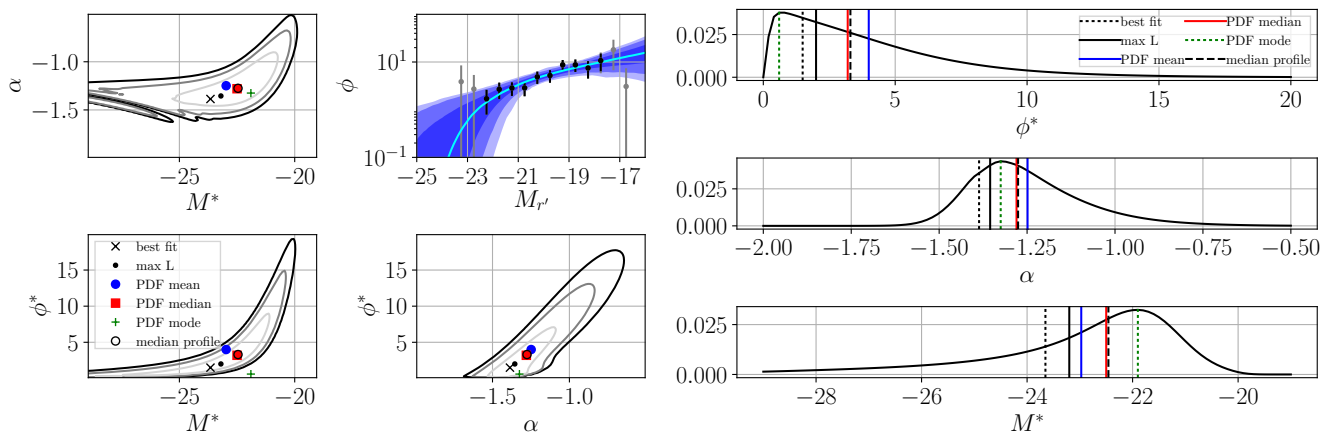 −1.0
−1.5
α
−25
−20
M*
10¹
10⁻¹
ϕ
−25
−23
−21
−19
−17
M_{r′}
15
10
5
ϕ*
× best fit
max L
PDF mean
PDF median
+ PDF mode
median profile
−25
−20
M*
15
10
5
ϕ*
−1.5
−1.0
α
0.025
0.000
best fit
max L
PDF mean
PDF median
PDF mode
median profile
0
5
10
15
20
ϕ*
0.025
0.000
−2.00
−1.75
−1.50
−1.25
−1.00
−0.75
−0.50
α
0.025
0.000
−28
−26
−24
−22
−20
M*